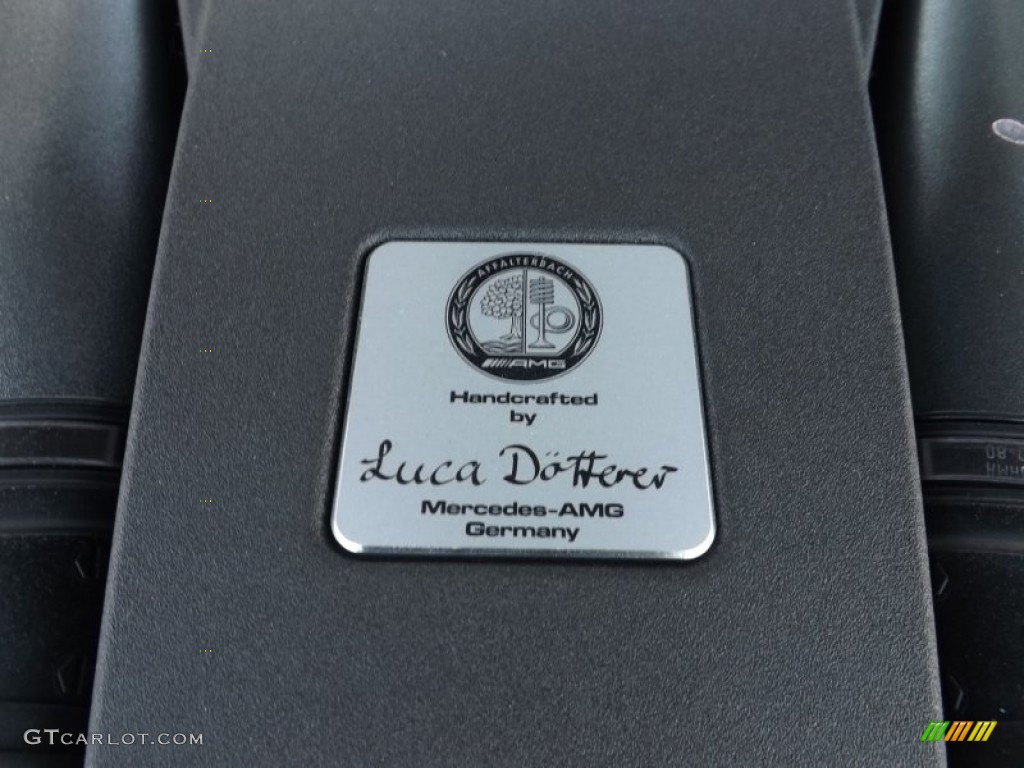 AFFALTERBACH
AMG
Handcrafted
by
Luca Dötterer
Mercedes-AMG
Germany
GTcarlot.com